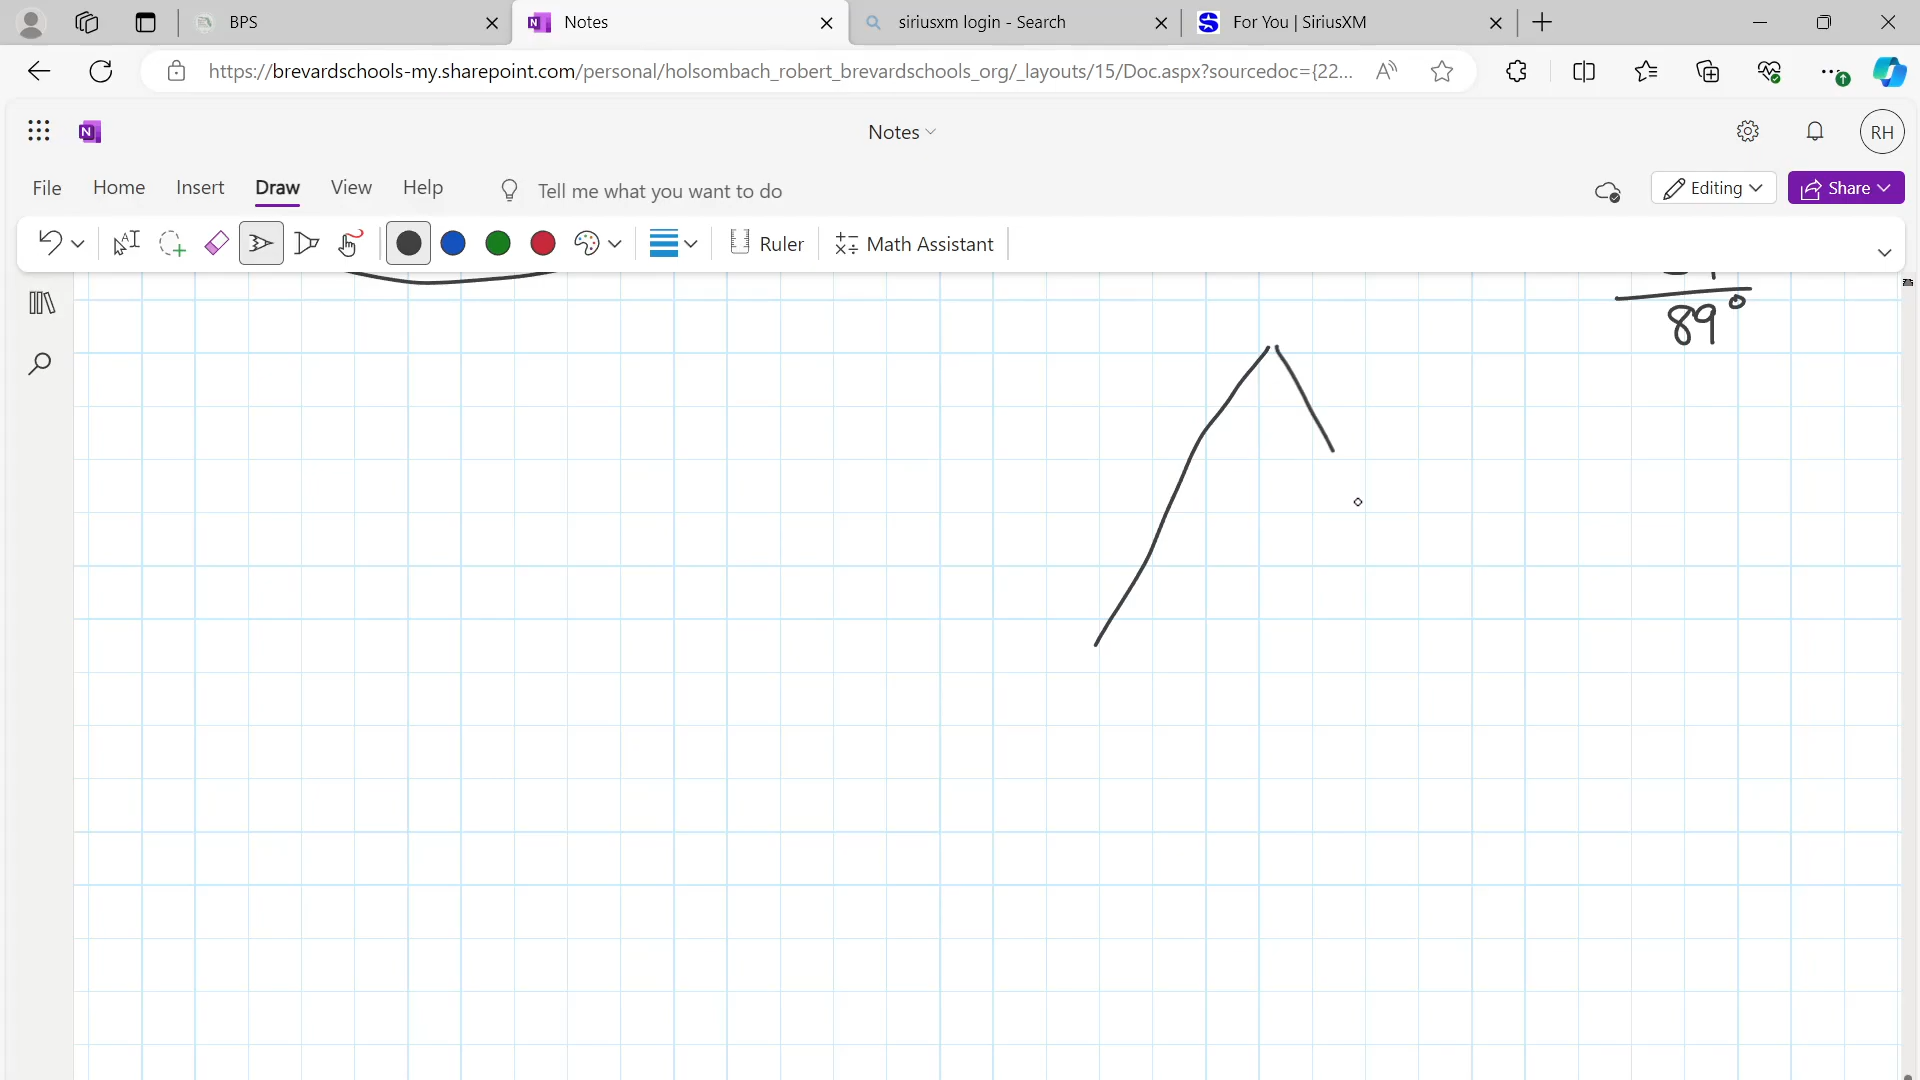 BPS
Notes
siriusxm login - Search
For You | SiriusXM
https://brevardschools-my.sharepoint.com/personal/holsombach_robert_brevardschools_org/_layouts/15/Doc.aspx?sourcedoc={22...
Notes
RH
File Home Insert Draw View Help
Tell me what you want to do
Editing
Share
Ruler
Math Assistant
89°